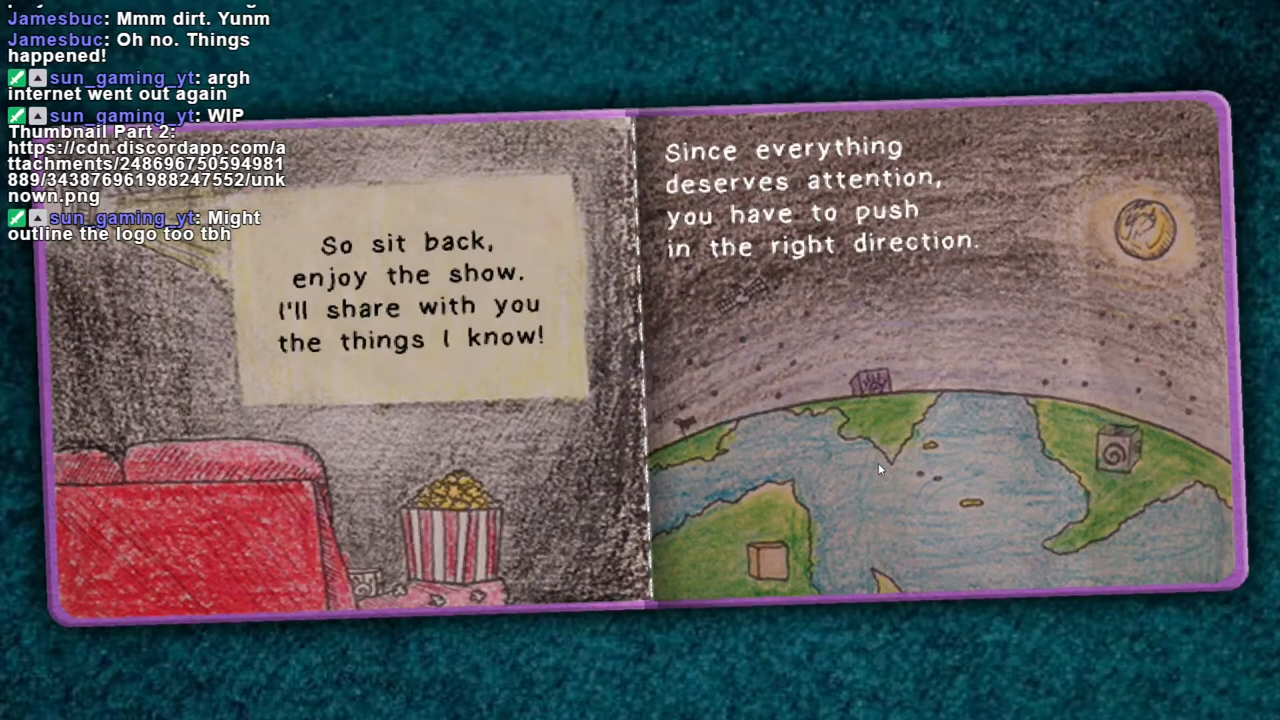 Jamesbuc: Mmm dirt. Yunm
Jamesbuc: Oh no. Things
happened!
sun_gaming_yt: argh
internet went out again
sun_gaming_yt: WIP
Thumbnail Part 2:
https://cdn.discordapp.com/a
ttachments/248696750594981
889/343876961988247552/unk
nown.png
sun_gaming_yt: Might
outline the logo too tbh
So sit back,
enjoy the show.
I'll share with you
the things I know!
Since everything
deserves attention,
you have to push
in the right direction.